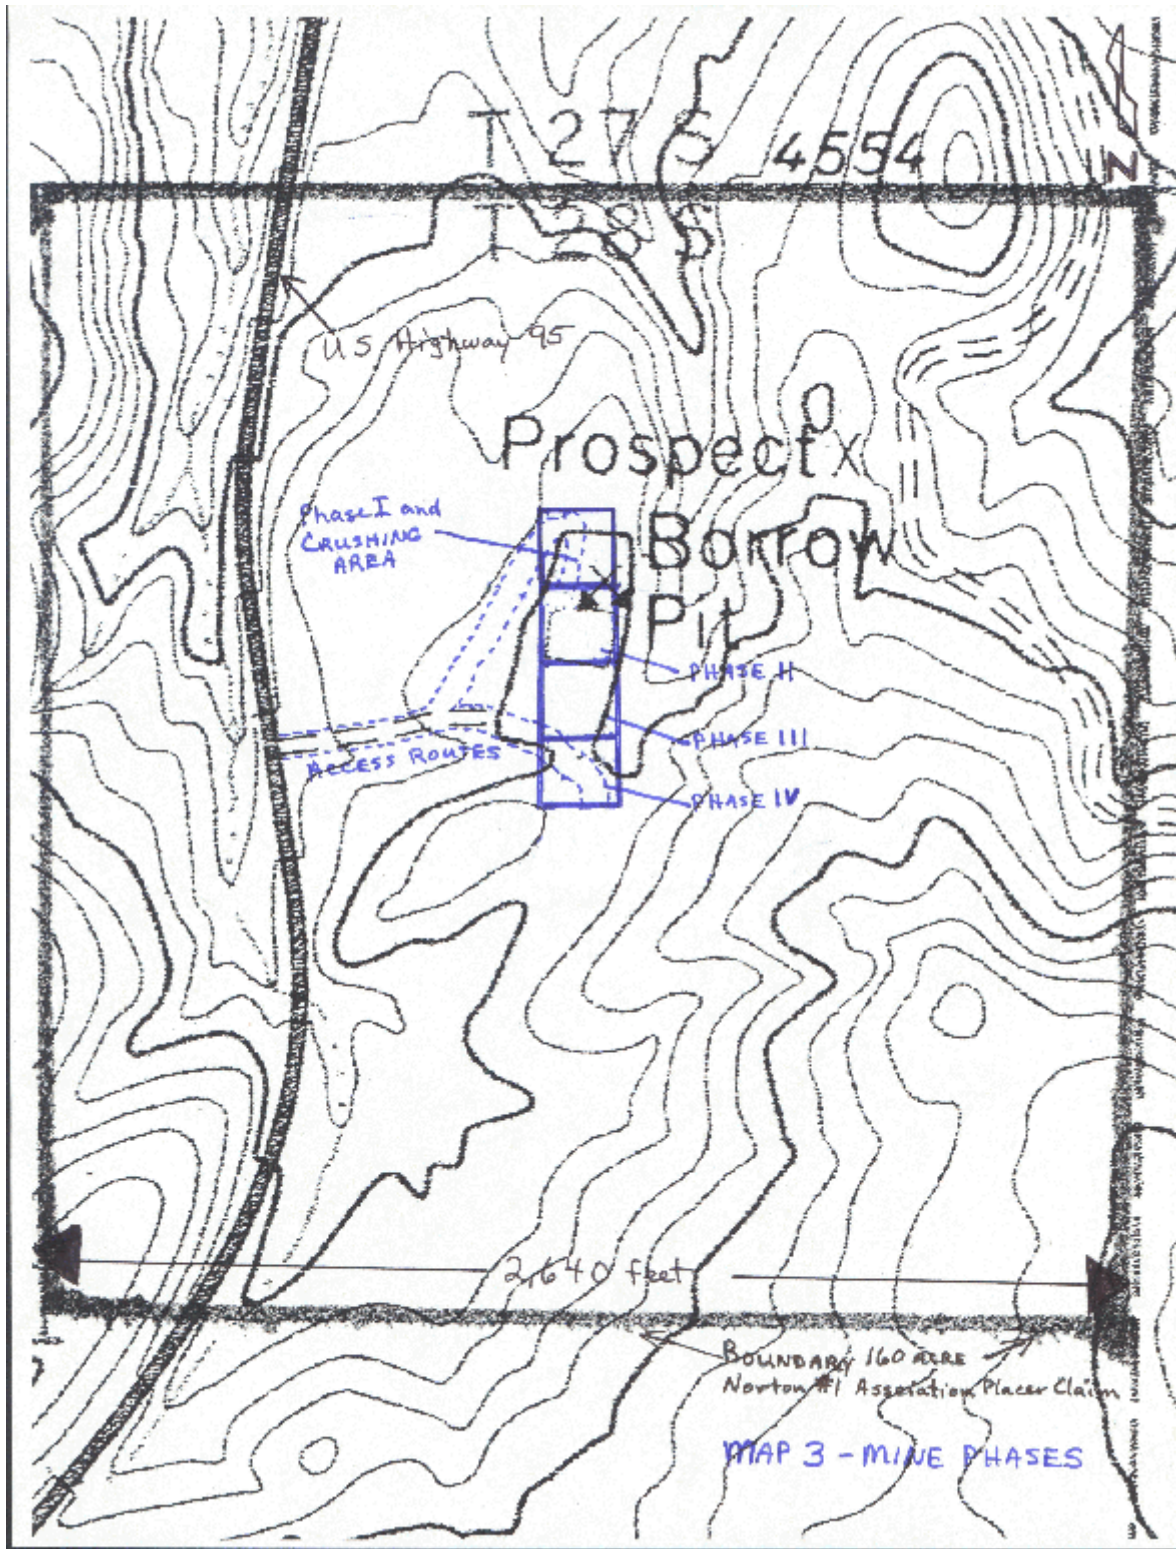 T 27 S
4554
N
T 28 S
US Highway 95
Prospect
X
Borrow
Pit
Phase I and
CRUSHING
AREA
PHASE II
PHASE III
ACCESS ROUTES
PHASE IV
2,640 feet
BOUNDARY 160 ACRE
Norton #1 Association Placer Claim
MAP 3 - MINE PHASES